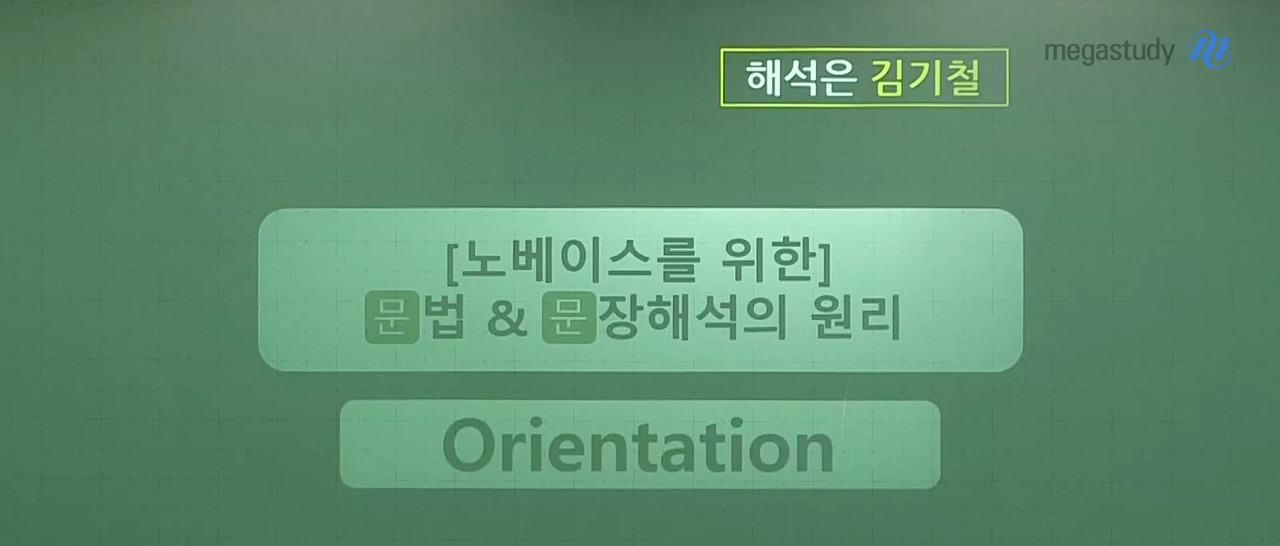 megastudy
해석은 김기철
[노베이스를 위한]
문법 & 문장해석의 원리
Orientation